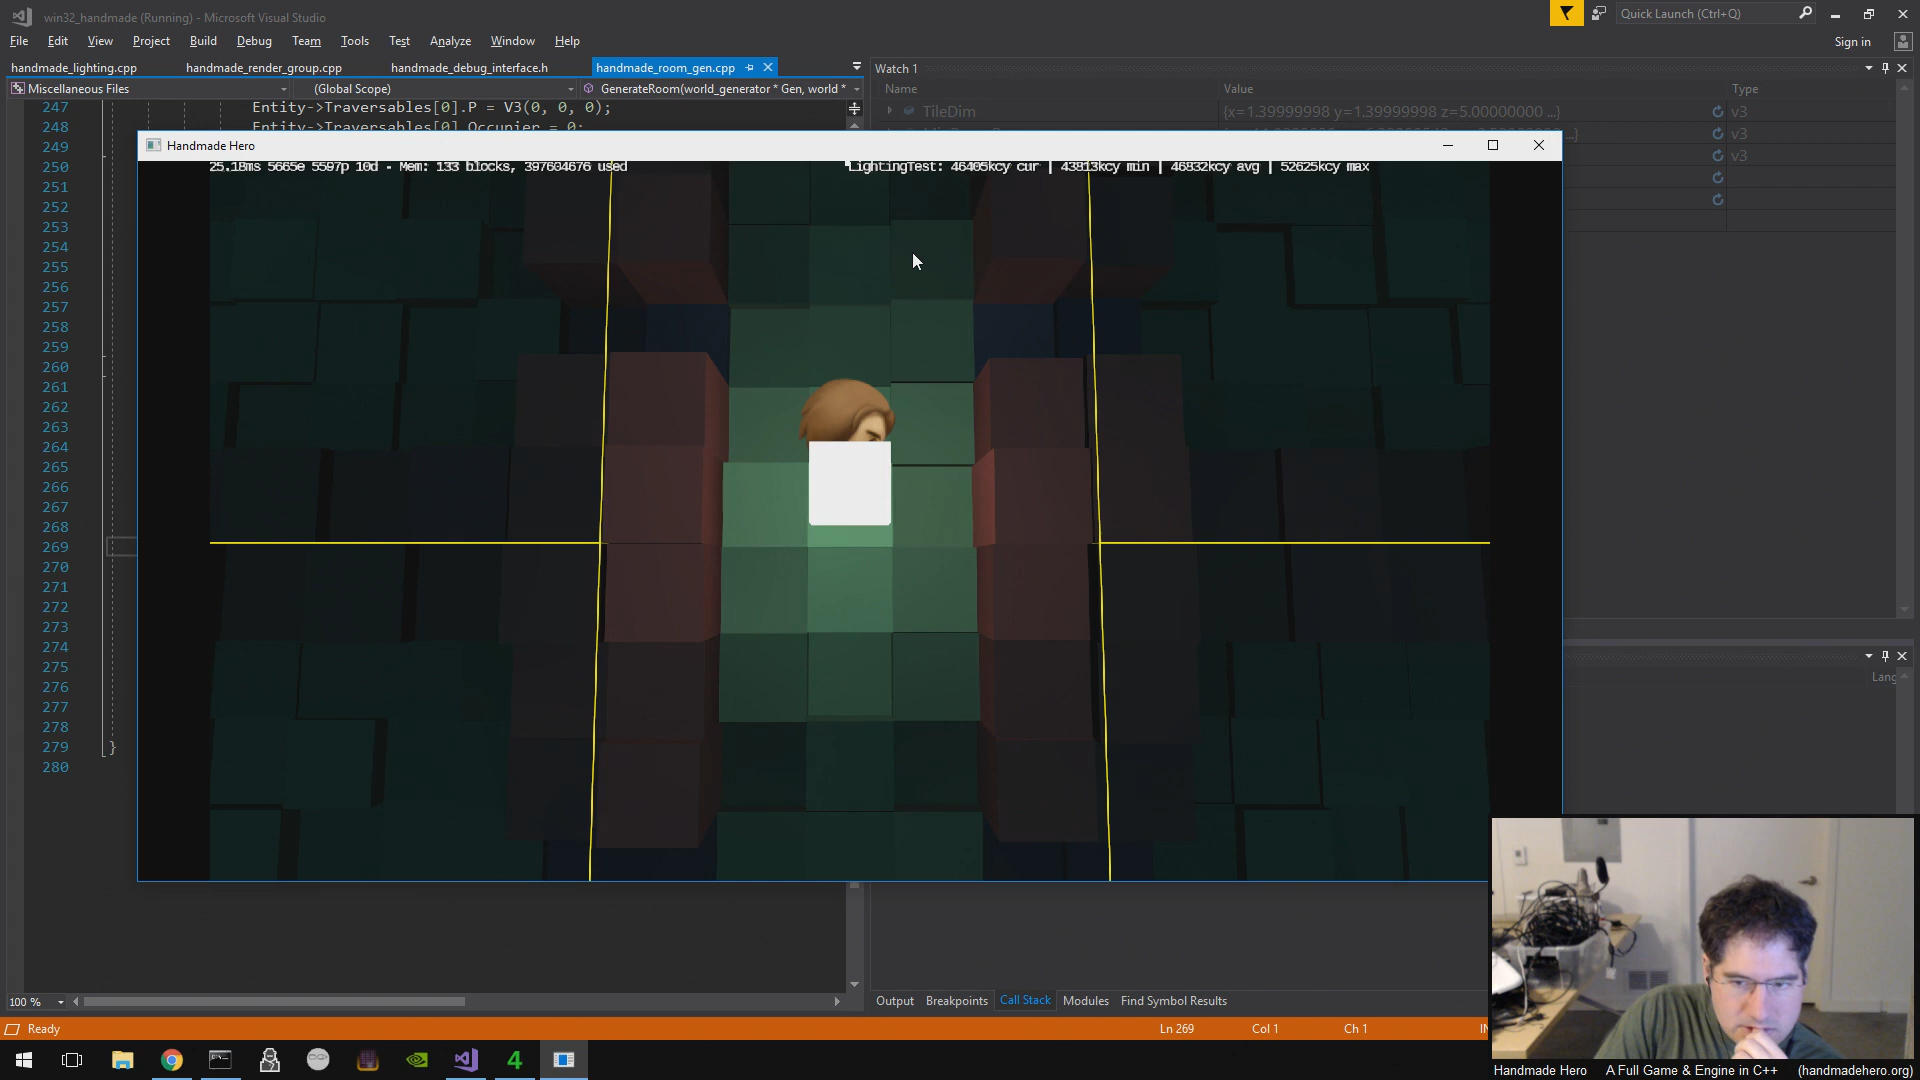 win32_handmade (Running) - Microsoft Visual Studio
Quick Launch (Ctrl+Q)
File Edit View Project Build Debug Team Tools Test Analyze Window Help
Sign in
handmade_lighting.cpp handmade_render_group.cpp handmade_debug_interface.h handmade_room_gen.cpp
Watch 1
Miscellaneous Files (Global Scope) GenerateRoom(world_generator * Gen, world *
Name Value Type
247 Entity->Traversables[0].P = V3(0, 0, 0);
TileDim {x=1.39999998 y=1.39999998 z=5.00000000 ...} v3
248 Entity->Traversables[0].Occupier = 0;
v3
249
Handmade Hero
v3
250
25.18ms 5665e 5597p 10d - Mem: 133 blocks, 397604676 used
LightingTest: 46405kcy cur | 43813kcy min | 46832kcy avg | 52625kcy max
251
252
253
254
255
256
257
258
259
260
261
262
263
264
265
266
267
268
269
270
271
272
273
274
275
276
277
278
279 }
280
Lang
100 %
Output Breakpoints Call Stack Modules Find Symbol Results
Ready
Ln 269 Col 1 Ch 1
4
Handmade Hero A Full Game & Engine in C++ (handmadehero.org)